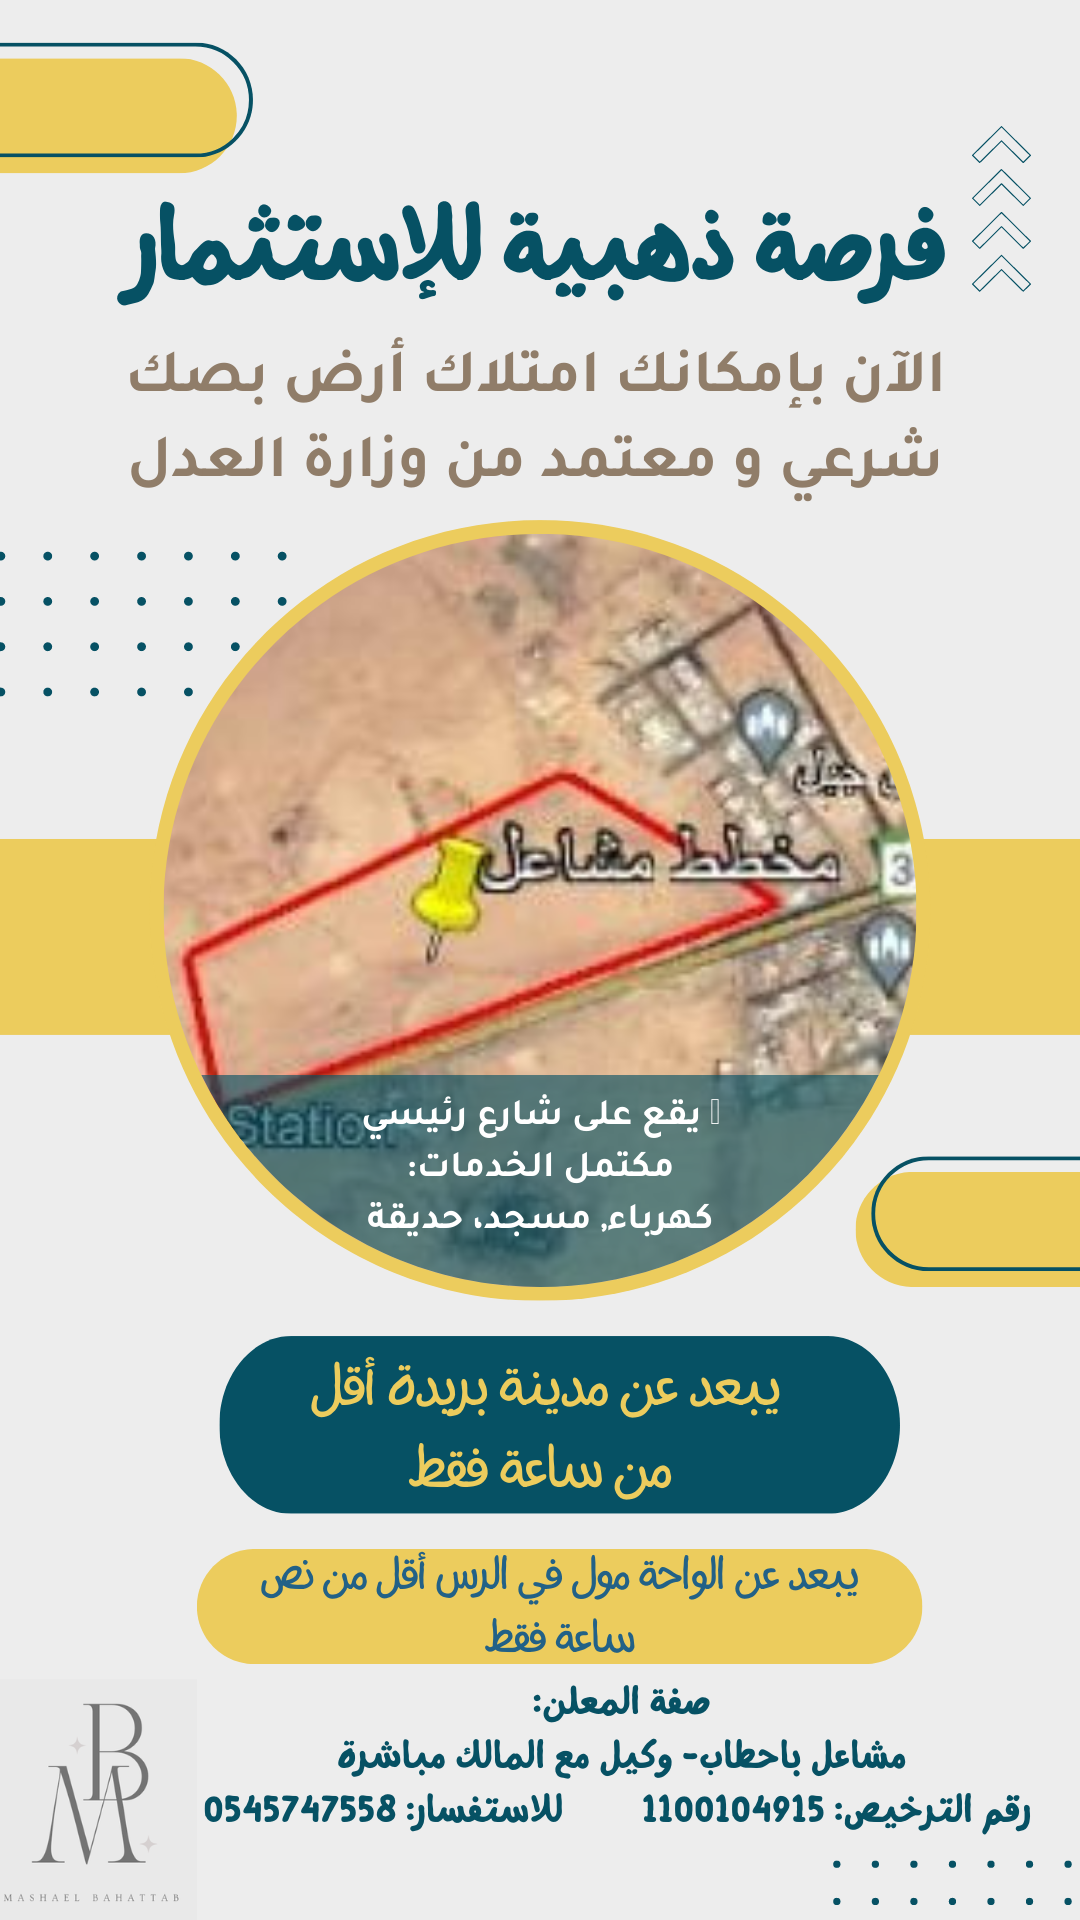 فرصة ذهبية للإستثمار
الآن بإمكانك امتلاك أرض بصك
شرعي و معتمد من وزارة العدل
جبل
مخطط مشاعل
3
Station
يقع على شارع رئيسي
مكتمل الخدمات:
كهرباء, مسجد، حديقة
يبعد عن مدينة بريدة أقل
من ساعة فقط
يبعد عن الواحة مول في الرس أقل من نص
ساعة فقط
صفة المعلن:
مشاعل باحطاب- وكيل مع المالك مباشرة
رقم الترخيص: 1100104915 للاستفسار: 0545747558
BM
MASHAEL BAHATTAB